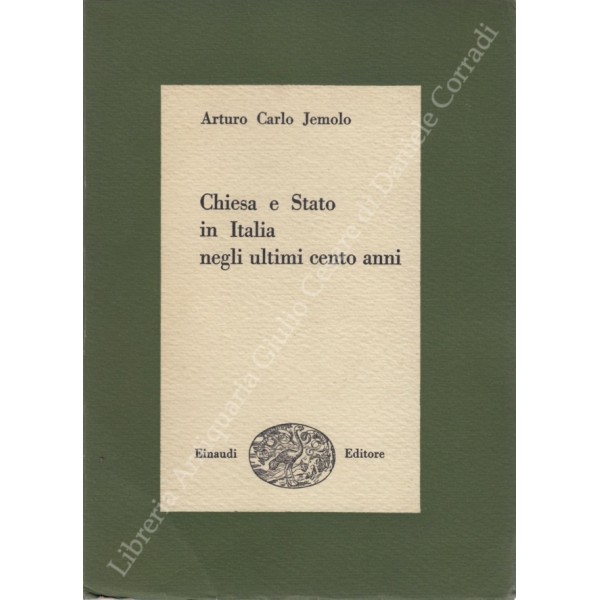 Arturo Carlo Jemolo
Chiesa e Stato
in Italia
negli ultimi cento anni
Einaudi Editore
Libreria Antiquaria Giulio Cesare di Daniele Corradi